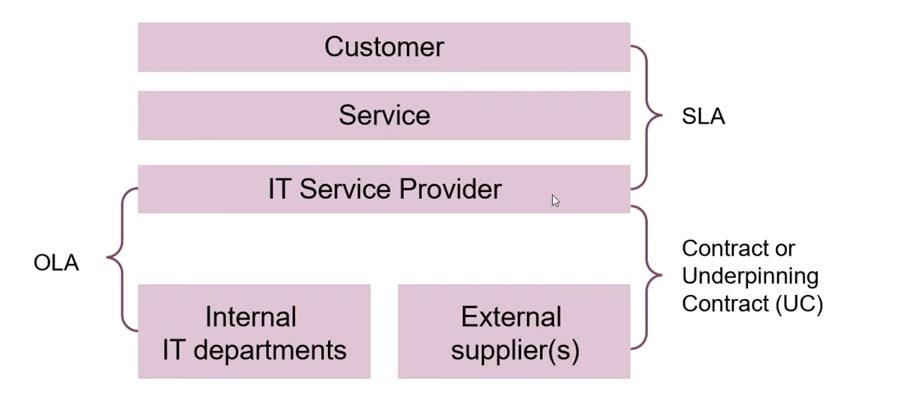 Customer
Service
SLA
IT Service Provider
OLA
Contract or
Underpinning
Contract (UC)
Internal
IT departments
External
supplier(s)